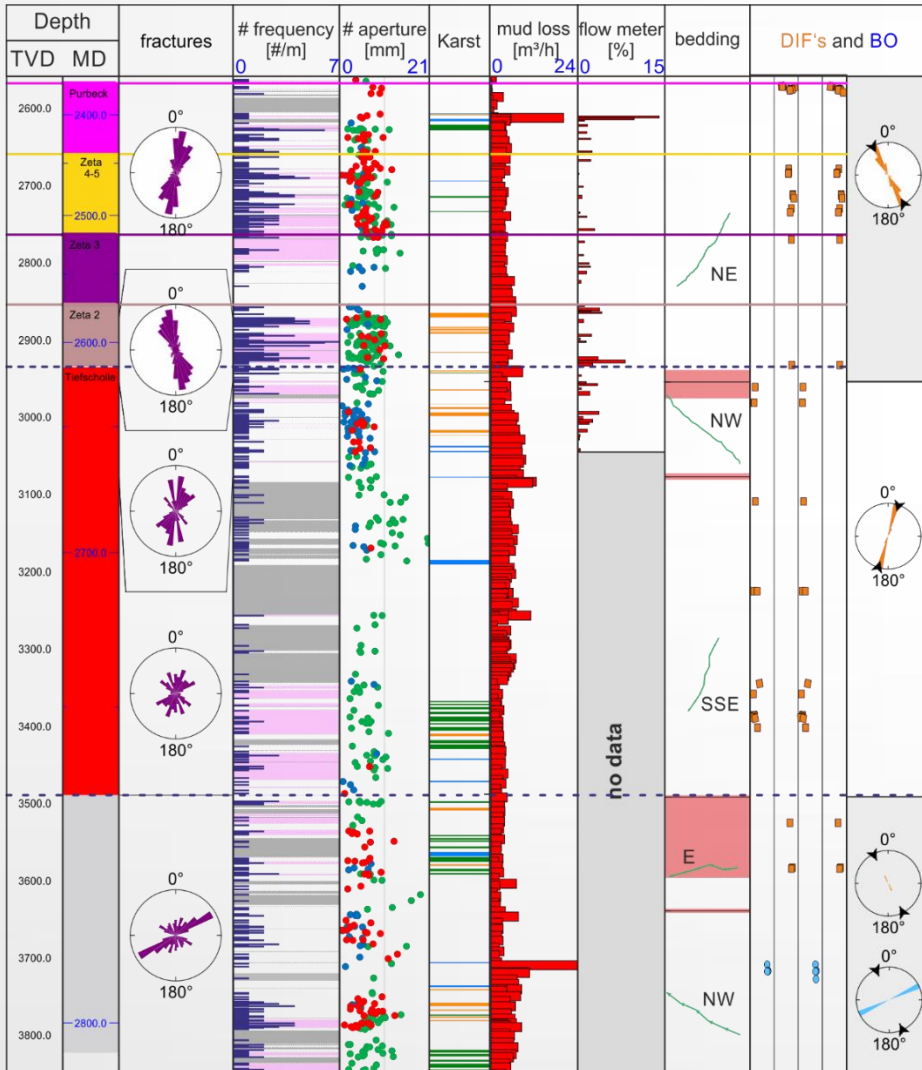 Depth
TVD MD
fractures
# frequency
[#/m]
0 7
# aperture
[mm]
0 21
Karst
mud loss
[m³/h]
0 24
flow meter
[%]
0 15
bedding
DIF's and BO
2600.0
2700.0
2800.0
2900.0
3000.0
3100.0
3200.0
3300.0
3400.0
3500.0
3600.0
3700.0
3800.0
Purbeck
2400.0
Zeta
4-5
2500.0
Zeta 3
Zeta 2
2600.0
Tiefscholle
2700.0
2800.0
0°
180°
0°
180°
0°
180°
0°
180°
0°
180°
no data
NE
NW
SSE
E
NW
0°
180°
0°
180°
0°
180°
0°
180°